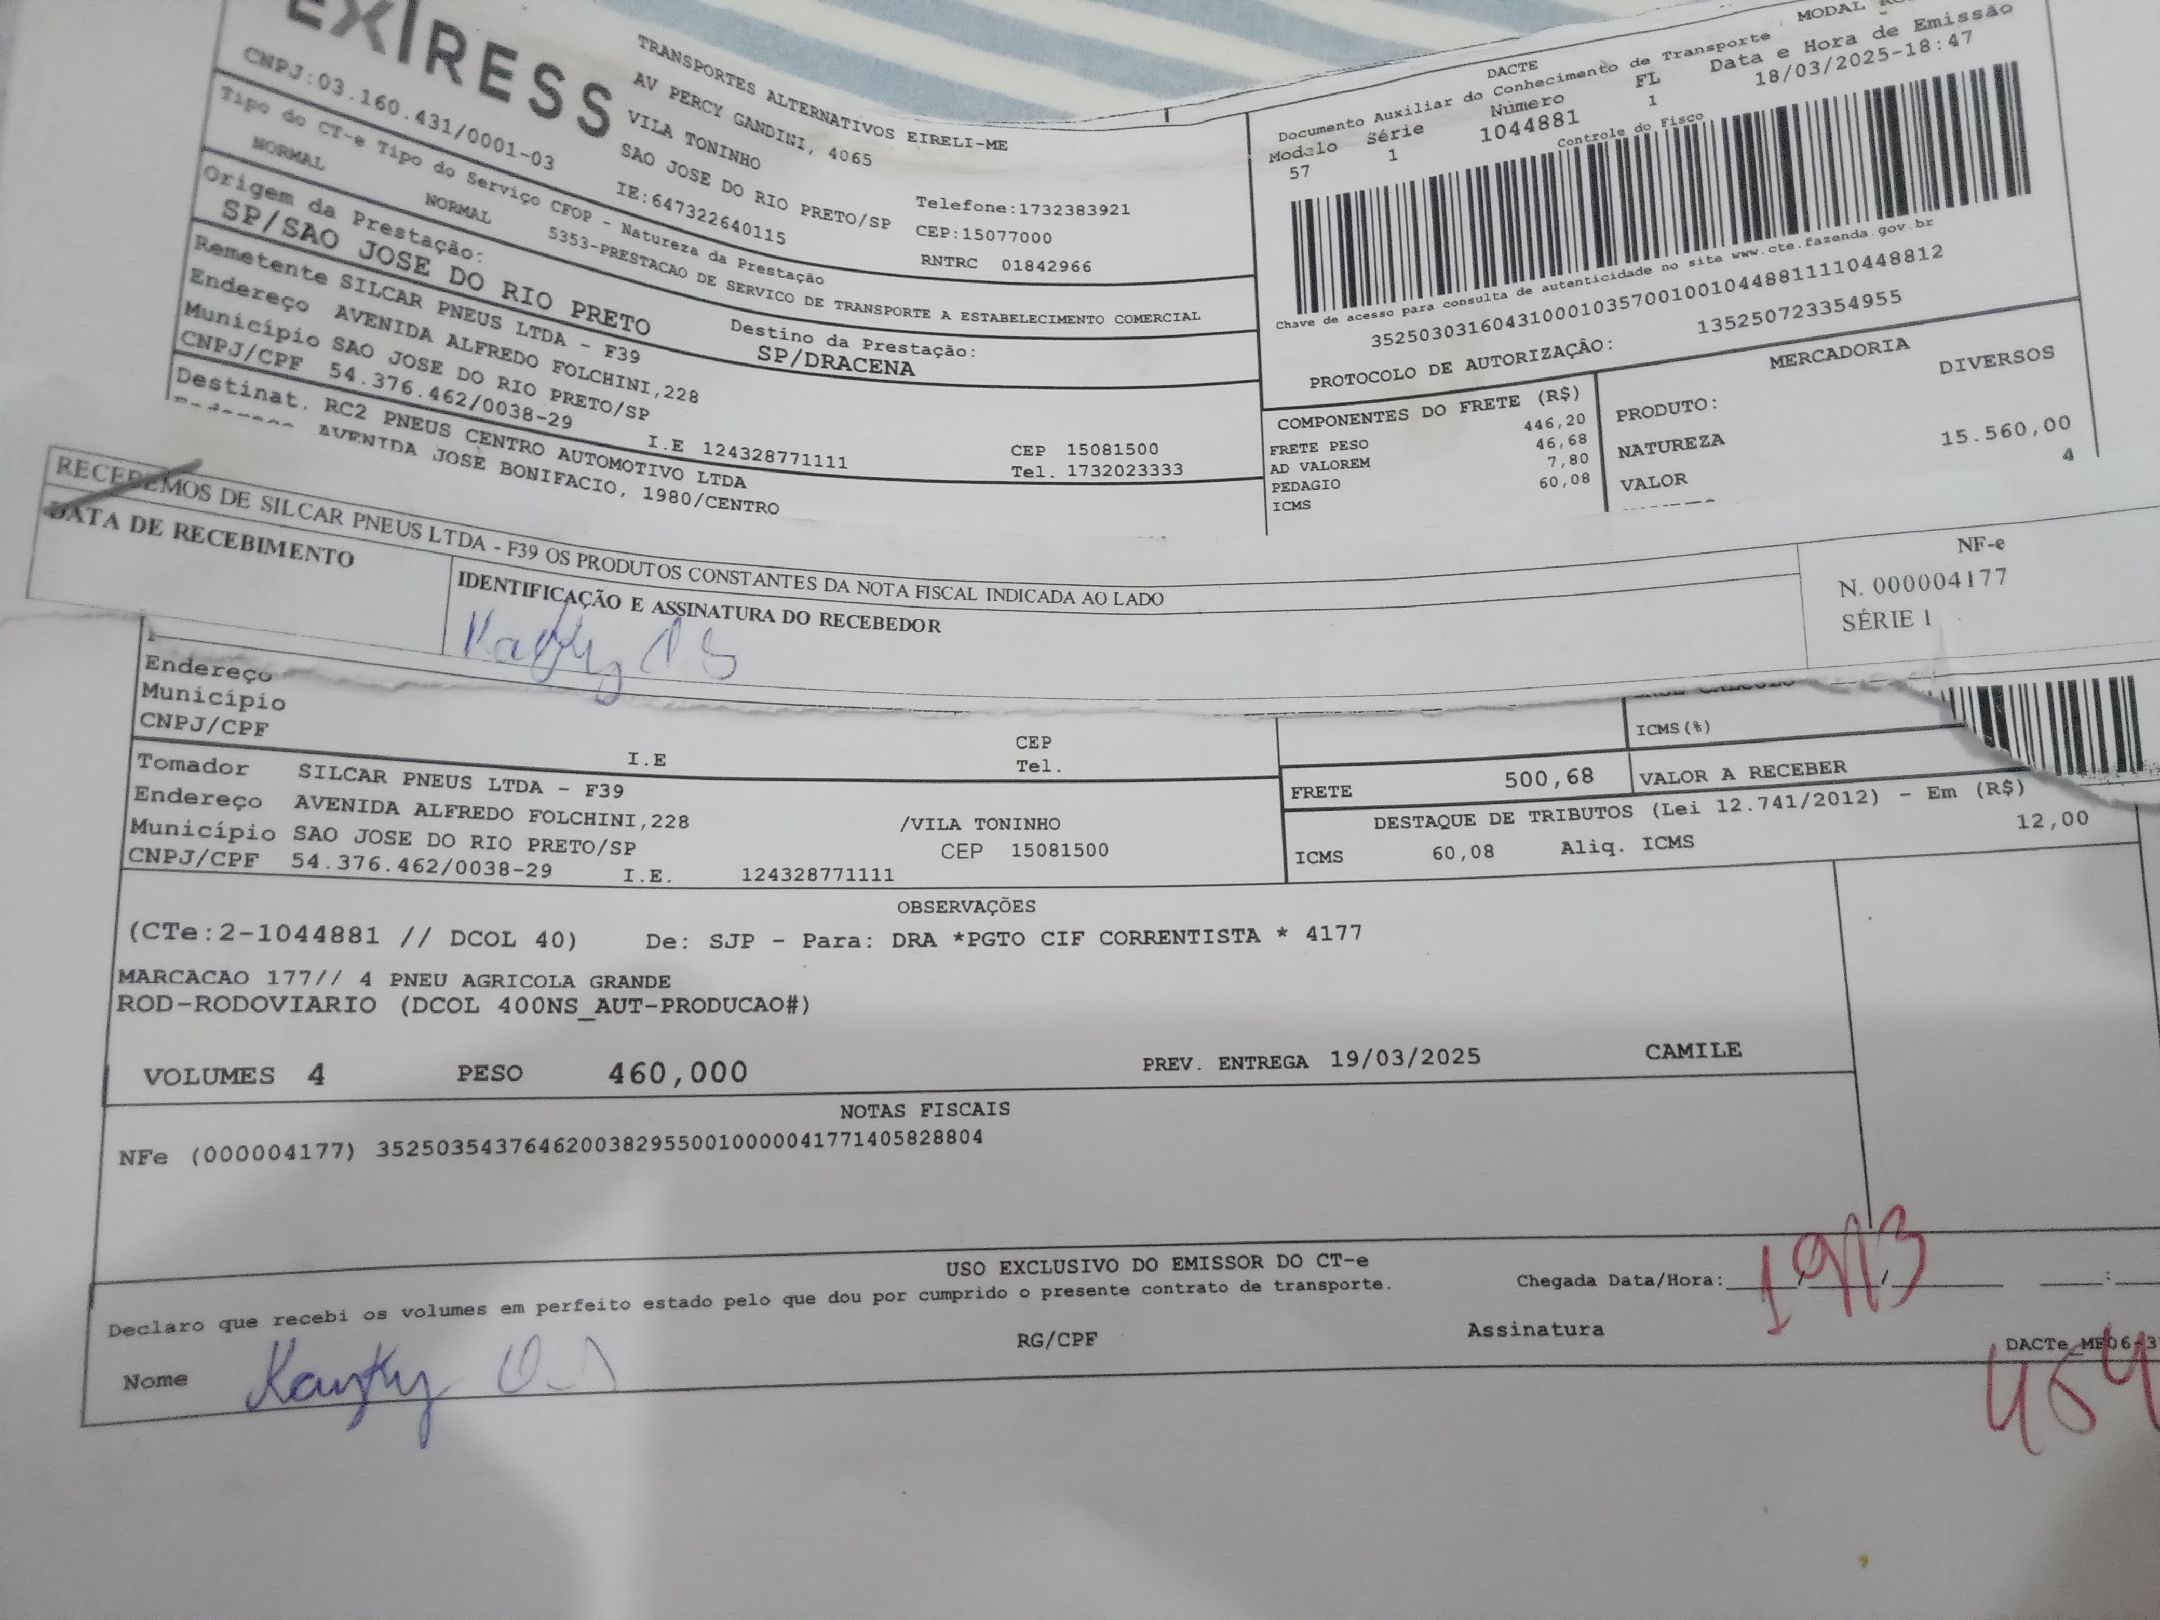 EXPRESS
CNPJ:03.160.431/0001-03
TRANSPORTES ALTERNATIVOS EIRELI-ME
AV PERCY GANDINI, 4065
VILA TONINHO
SAO JOSE DO RIO PRETO/SP
IE:647322640115
Telefone:1732383921
CEP:15077000
RNTRC 01842966
Tipo do CT-e Tipo do Serviço CFOP - Natureza da Prestação
NORMAL NORMAL 5353-PRESTACAO DE SERVICO DE TRANSPORTE A ESTABELECIMENTO COMERCIAL
Origem da Prestação: Destino da Prestação:
SP/SAO JOSE DO RIO PRETO SP/DRACENA
Remetente SILCAR PNEUS LTDA - F39
Endereço AVENIDA ALFREDO FOLCHINI,228
Município SAO JOSE DO RIO PRETO/SP CEP 15081500
CNPJ/CPF 54.376.462/0038-29 I.E 124328771111 Tel. 1732023333
Destinat. RC2 PNEUS CENTRO AUTOMOTIVO LTDA
AVENIDA JOSÈ BONIFACIO, 1980/CENTRO
DACTE MODAL
Documento Auxiliar do Conhecimento de Transporte
Modelo Série Número FL Data e Hora de Emissão
57 1 1044881 1 18/03/2025-18:47
Controle do Fisco
Chave de acesso para consulta de autenticidade no site www.cte.fazenda.gov.br
35250303160431000103570010010448811110448812
PROTOCOLO DE AUTORIZAÇÂO: 135250723354955
COMPONENTES DO FRETE (R$)
FRETE PESO 446,20
AD VALOREM 46,68
PEDAGIO 7,80
ICMS 60,08
MERCADORIA
PRODUTO: DIVERSOS
NATUREZA
VALOR 15.560,00
4
RECEBEMOS DE SILCAR PNEUS LTDA - F39 OS PRODUTOS CONSTANTES DA NOTA FISCAL INDICADA AO LADO
DATA DE RECEBIMENTO
IDENTIFICAÇÃO E ASSINATURA DO RECEBEDOR
NF-e
N. 000004177
SÉRIE 1
Endereço
Município CEP
CNPJ/CPF I.E Tel.
ICMS(%)
Tomador SILCAR PNEUS LTDA - F39
Endereço AVENIDA ALFREDO FOLCHINI,228 /VILA TONINHO
Município SAO JOSE DO RIO PRETO/SP CEP 15081500
CNPJ/CPF 54.376.462/0038-29 I.E. 124328771111
FRETE 500,68 VALOR A RECEBER
DESTAQUE DE TRIBUTOS (Lei 12.741/2012) - Em (R$)
ICMS 60,08 Aliq. ICMS 12,00
OBSERVAÇÕES
(CTe:2-1044881 // DCOL 40) De: SJP - Para: DRA *PGTO CIF CORRENTISTA * 4177
MARCACAO 177// 4 PNEU AGRICOLA GRANDE
ROD-RODOVIARIO (DCOL 400NS_AUT-PRODUCAO#)
VOLUMES 4 PESO 460,000 PREV. ENTREGA 19/03/2025 CAMILE
NOTAS FISCAIS
NFe (000004177) 35250354376462003829550010000041771405828804
USO EXCLUSIVO DO EMISSOR DO CT-e
Declaro que recebi os volumes em perfeito estado pelo que dou por cumprido o presente contrato de transporte. Chegada Data/Hora: 19/13
Nome RG/CPF Assinatura
DACTe_MF06-3
454